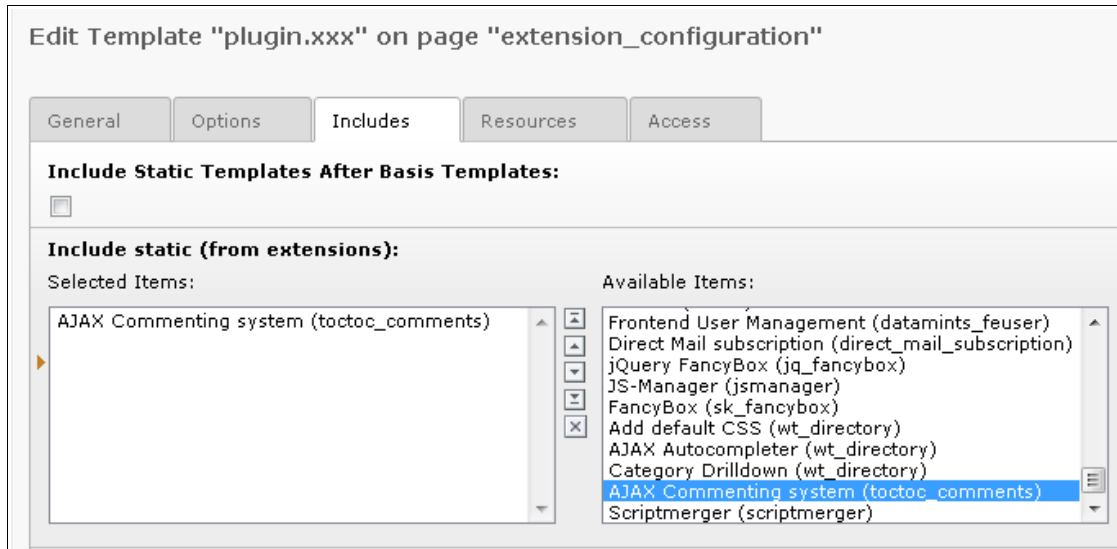 Edit Template "plugin.xxx" on page "extension_configuration"
General Options Includes Resources Access
Include Static Templates After Basis Templates:
Include static (from extensions):
Selected Items:
AJAX Commenting system (toctoc_comments)
Available Items:
Frontend User Management (datamints_feuser)
Direct Mail subscription (direct_mail_subscription)
jQuery FancyBox (jq_fancybox)
JS-Manager (jsmanager)
FancyBox (sk_fancybox)
Add default CSS (wt_directory)
AJAX Autocompleter (wt_directory)
Category Drilldown (wt_directory)
AJAX Commenting system (toctoc_comments)
Scriptmerger (scriptmerger)